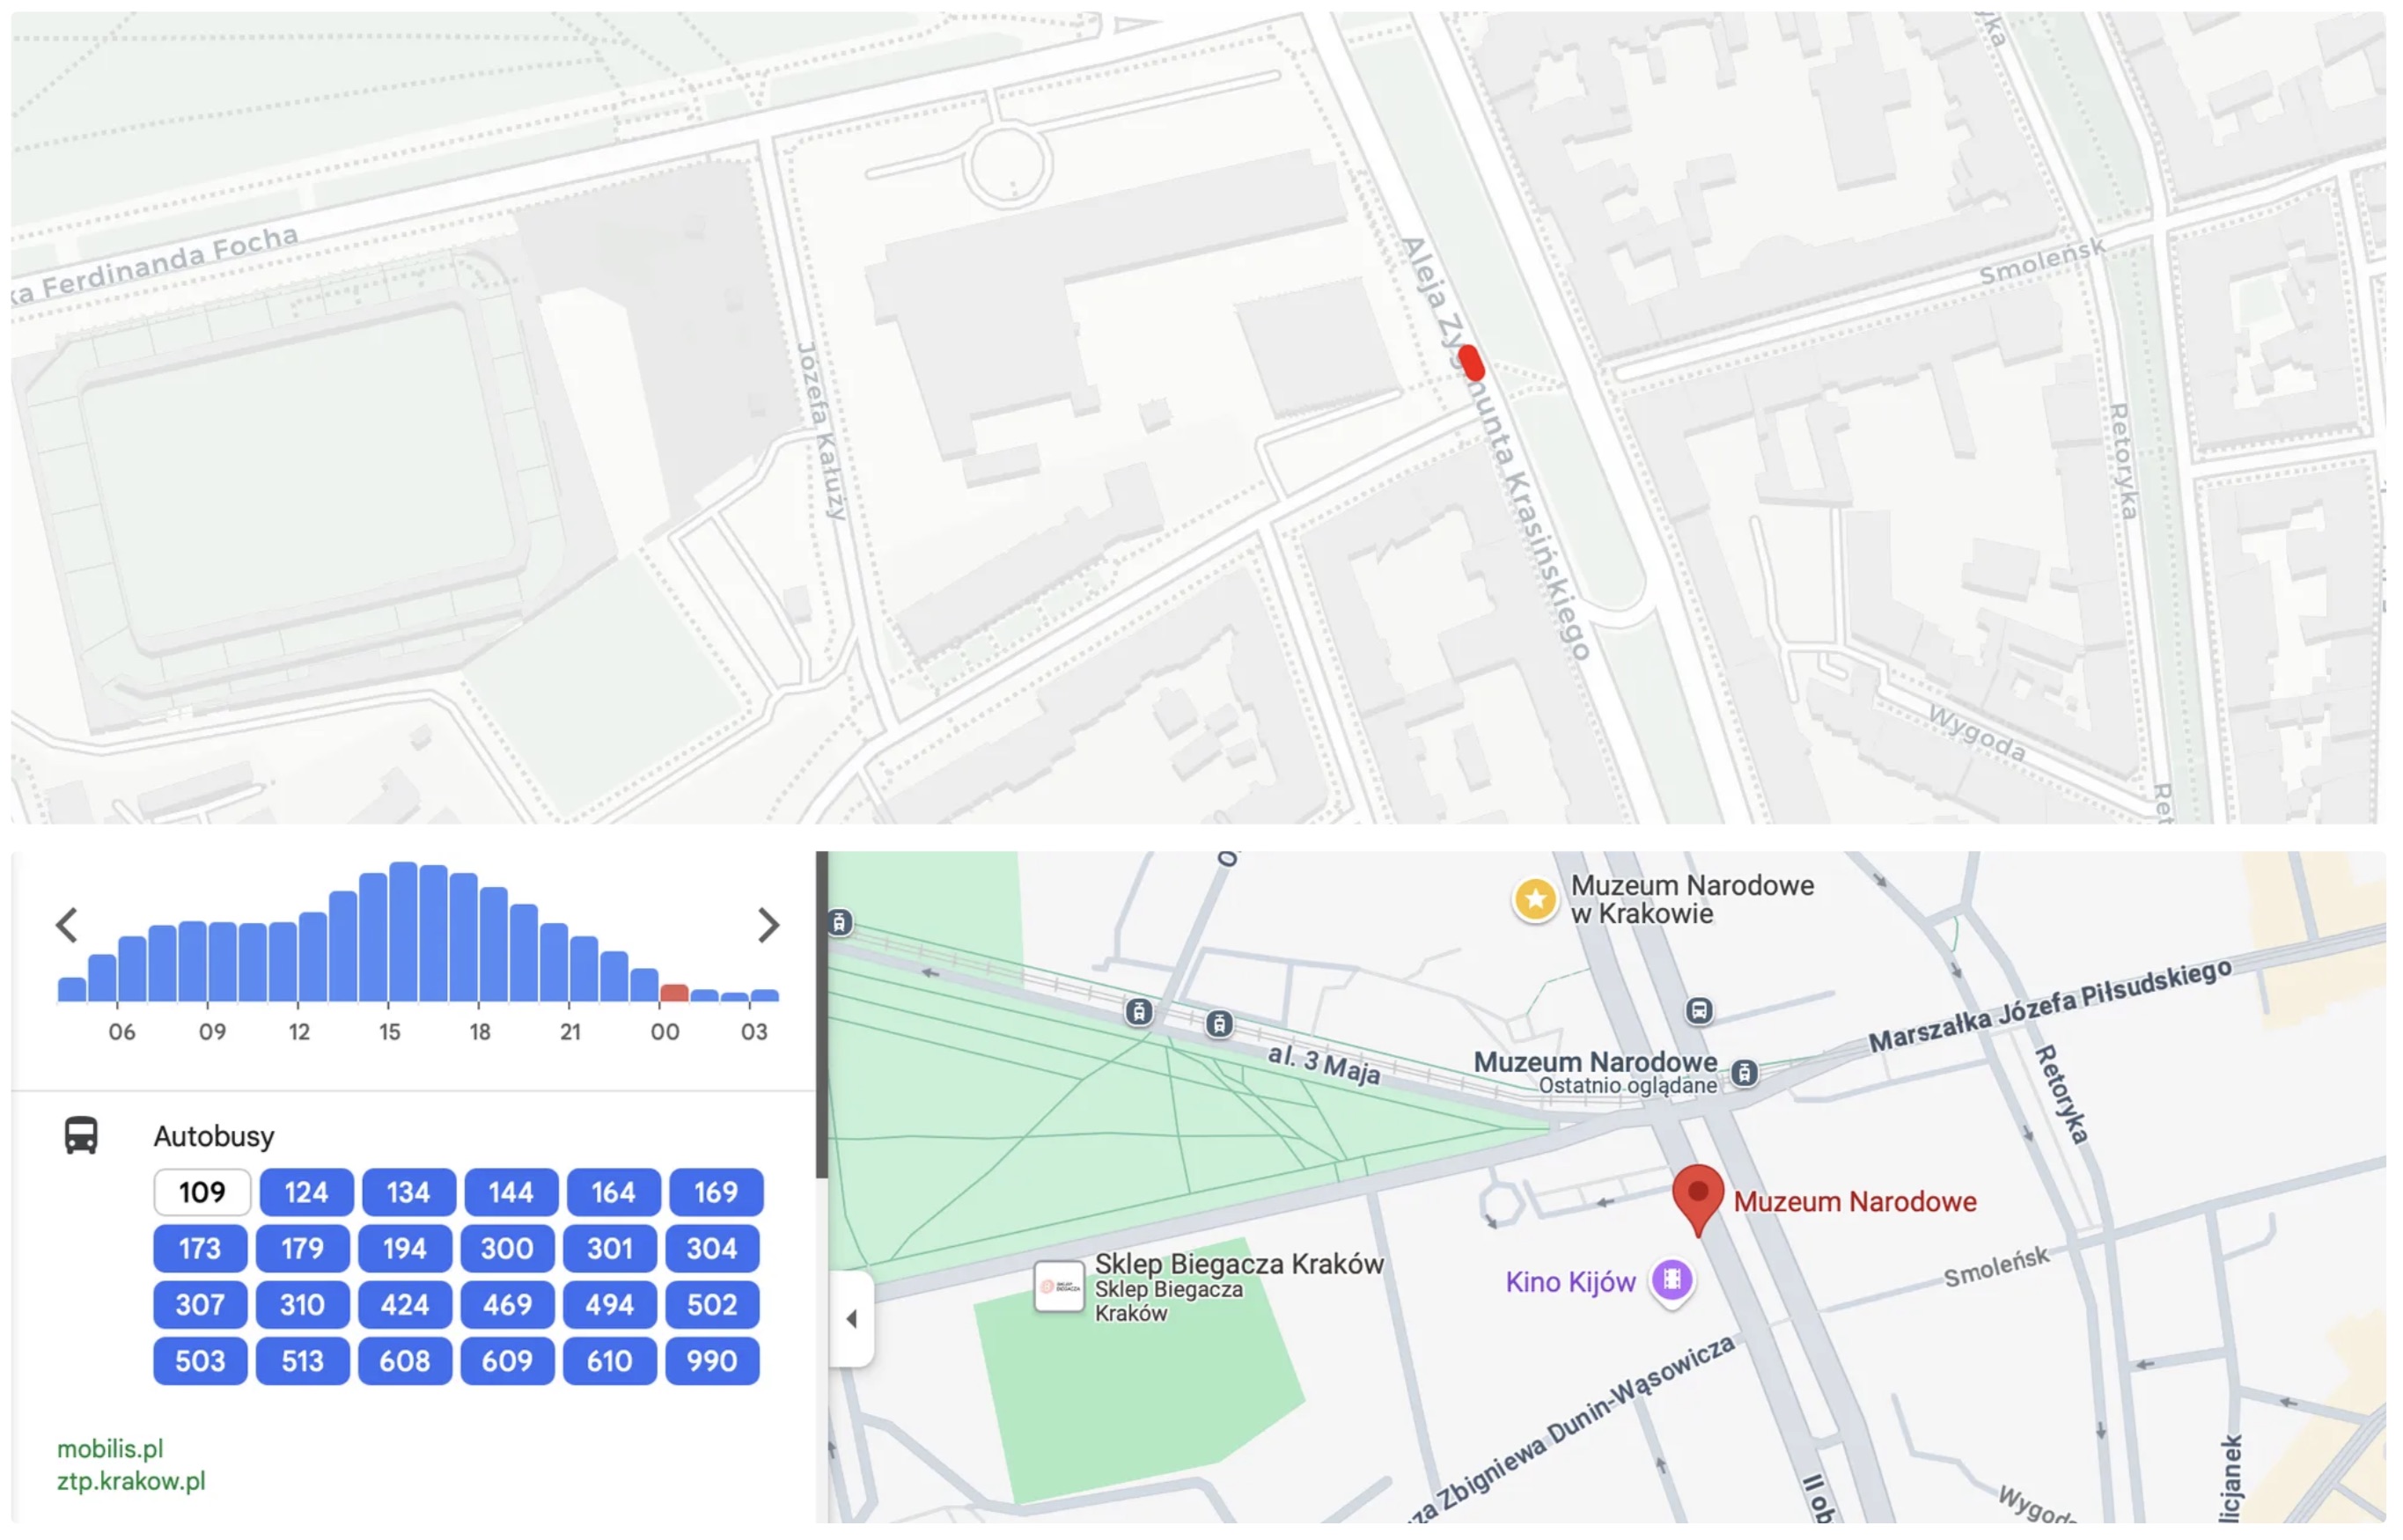 ka Ferdinanda Focha
Józefa Kałuży
Aleja Zygmunta Krasińskiego
Smoleńsk
Retoryka
Wygoda
Ret
yka
06 09 12 15 18 21 00 03
Autobusy
109 124 134 144 164 169
173 179 194 300 301 304
307 310 424 469 494 502
503 513 608 609 610 990
mobilis.pl
ztp.krakow.pl
Muzeum Narodowe
w Krakowie
Marszałka Józefa Piłsudskiego
al. 3 Maja
Muzeum Narodowe
Ostatnio oglądane
Retoryka
Muzeum Narodowe
Sklep Biegacza Kraków
Sklep Biegacza
Kraków
Kino Kijów
Smoleńsk
za Zbigniewa Dunin-Wąsowicza
II ob
Wygod
licjanek